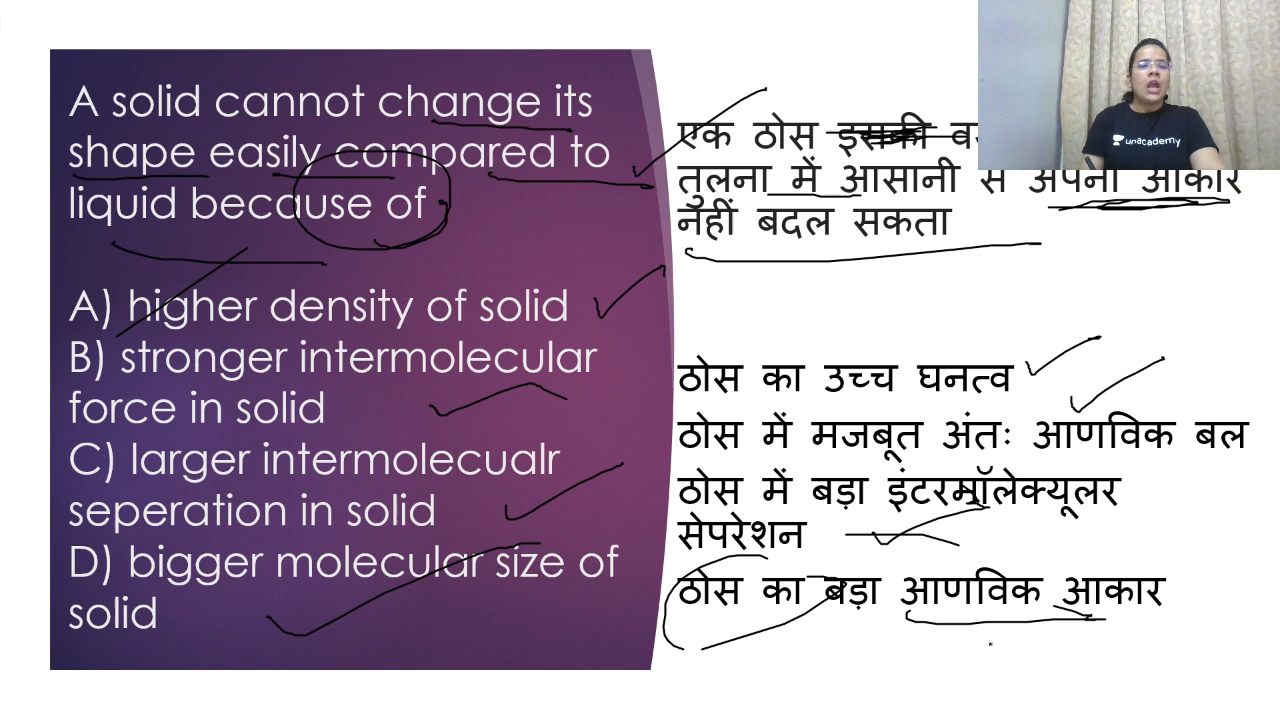 A solid cannot change its
shape easily compared to
liquid because of
A) higher density of solid
B) stronger intermolecular
force in solid
C) larger intermolecualr
seperation in solid
D) bigger molecular size of
solid
एक ठोस इसकी
तुलना में आसानी से अपना आकार
नहीं बदल सकता
ठोस का उच्च घनत्व
ठोस में मजबूत अंतः आणविक बल
ठोस में बड़ा इंटरमॉलेक्यूलर
सेपरेशन
ठोस का बड़ा आणविक आकार
unacademy